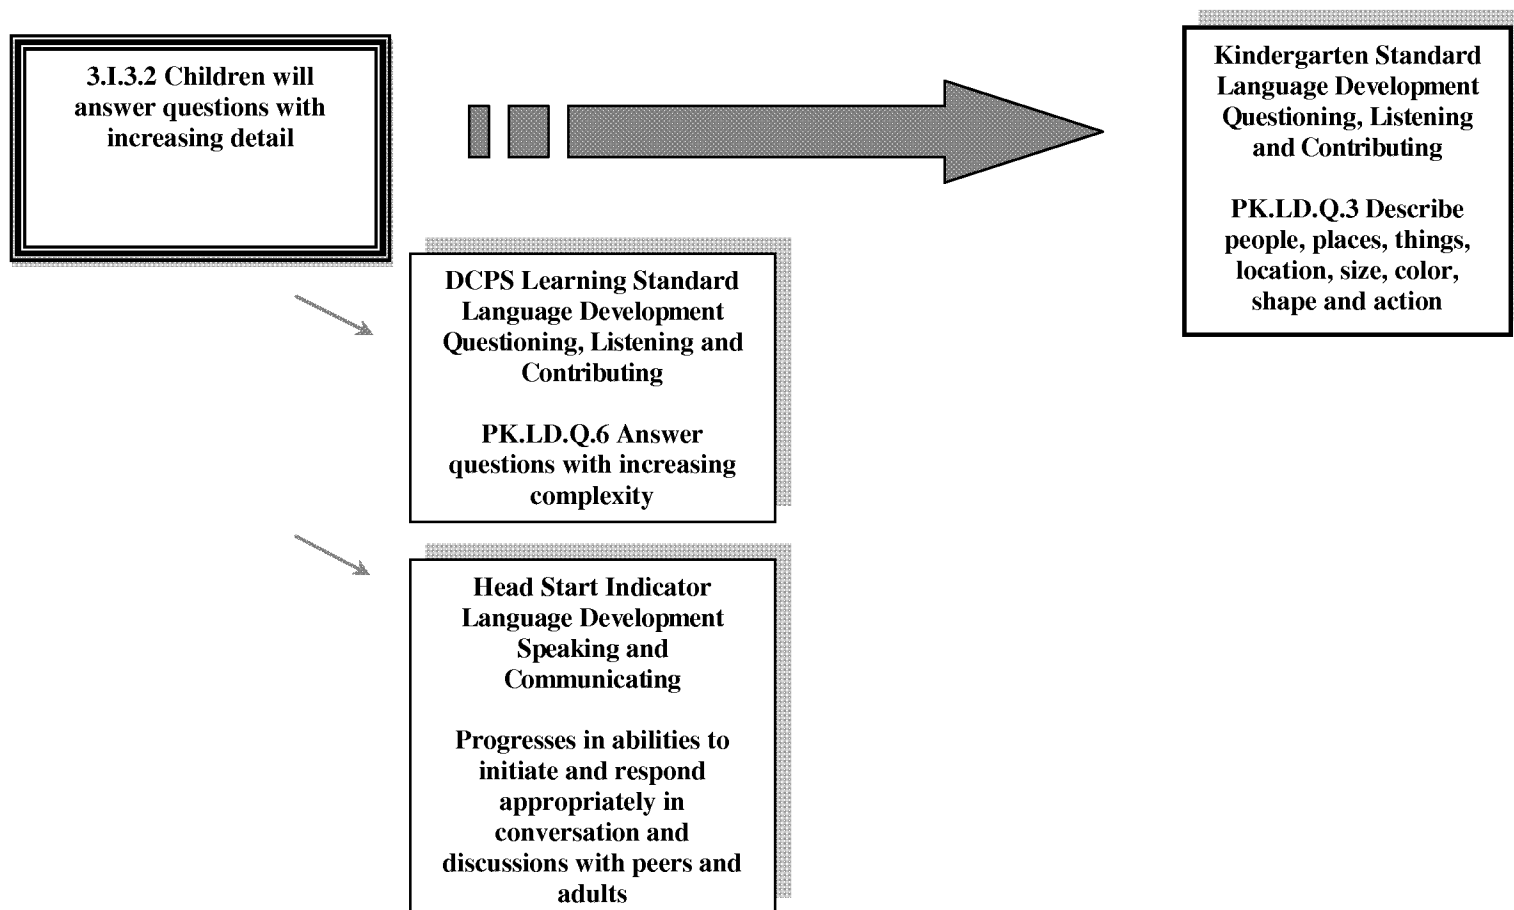 3.I.3.2 Children will
answer questions with
increasing detail
Kindergarten Standard
Language Development
Questioning, Listening
and Contributing
PK.LD.Q.3 Describe
people, places, things,
location, size, color,
shape and action
DCPS Learning Standard
Language Development
Questioning, Listening and
Contributing
PK.LD.Q.6 Answer
questions with increasing
complexity
Head Start Indicator
Language Development
Speaking and
Communicating
Progresses in abilities to
initiate and respond
appropriately in
conversation and
discussions with peers and
adults